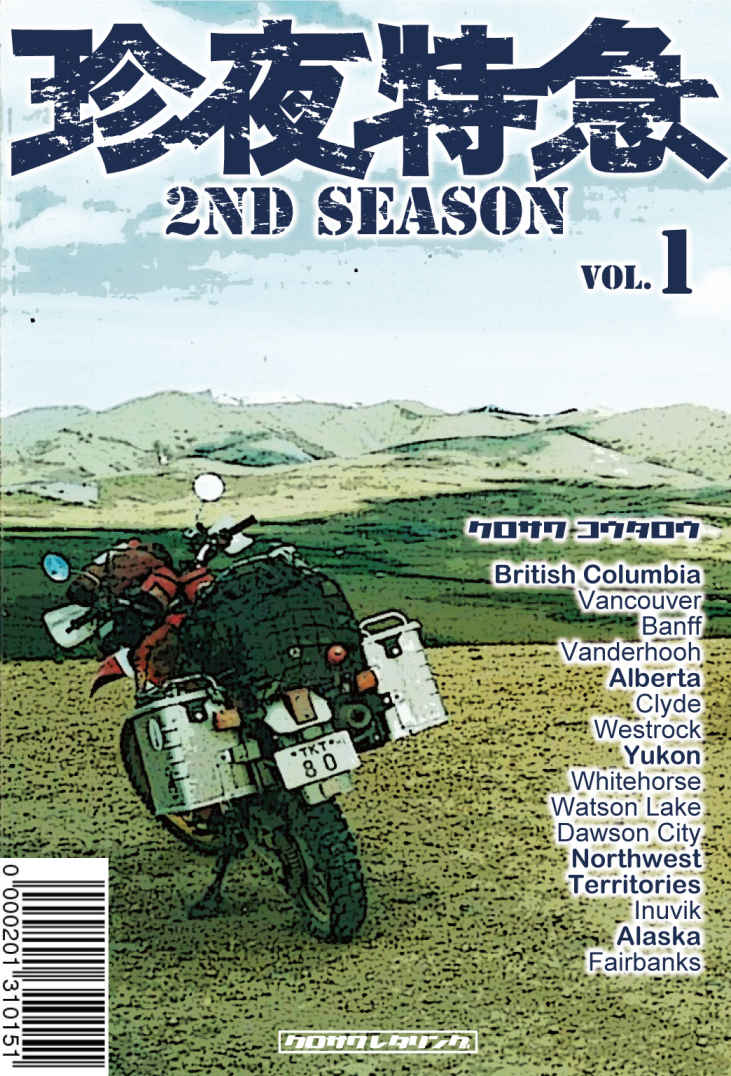 珍夜特急
2ND SEASON
VOL. 1
クロサワ コウタロウ
British Columbia
Vancouver
Banff
Vanderhooh
Alberta
Clyde
Westrock
Yukon
Whitehorse
Watson Lake
Dawson City
Northwest
Territories
Inuvik
Alaska
Fairbanks
TKT
80
0 000201 310151
クロサワレタリング